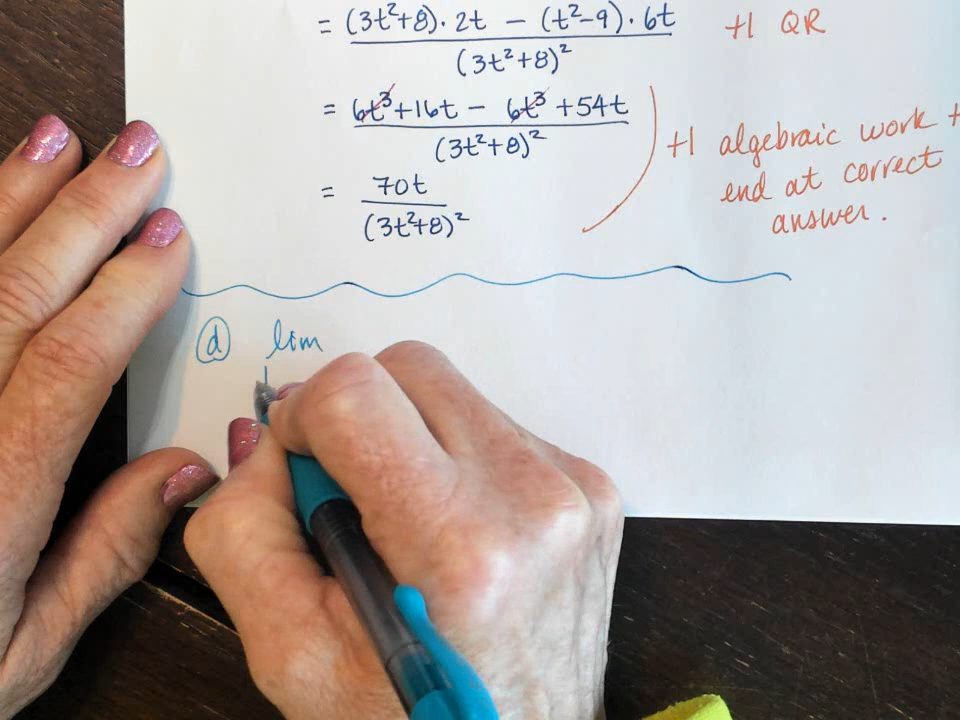 = (3t²+8)·2t − (t²−9)·6t +1 QR
(3t²+8)²
= 6t³+16t − 6t³+54t
(3t²+8)²
+1 algebraic work +
end at correct
answer.
= 70t
(3t²+8)²
(d) lim